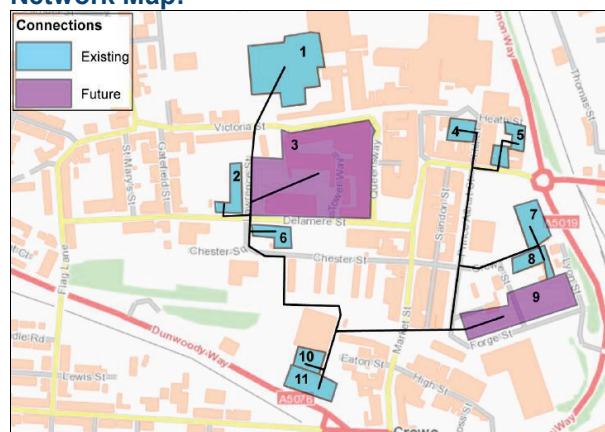 Network Map:
Connections
Existing
Future
1
Victoria St
3
2
St Mary's St
Gatefield St
Tower Way
Queensway
Delamere St
6
Chester St
Chester St
Flag Lane
4
Heath St
5
Sandon St
7
8
9
A5019
Lyon St
Thomas St
Forge St
Market St
Dunwoody Way
Lewis St
10
11
Eaton St
High St
A5078
Crewe